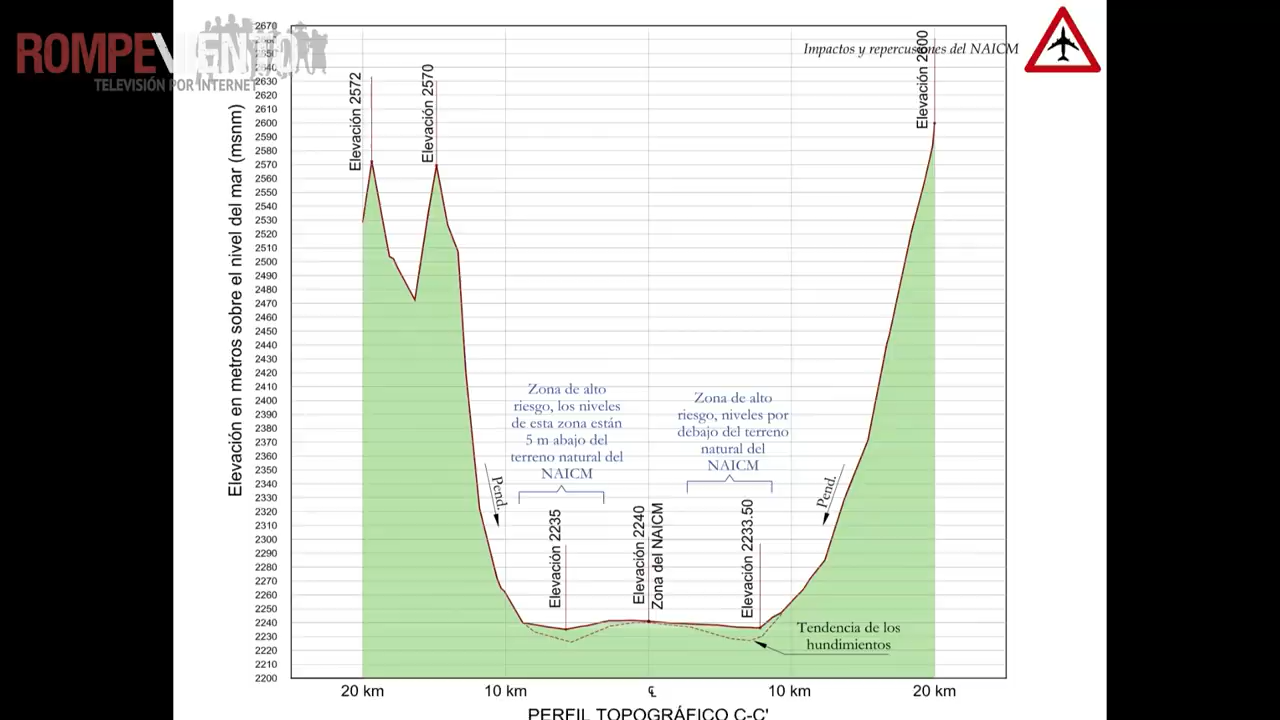 ROMPEVIENTO
TELEVISIÓN POR INTERNET
Impactos y repercusiones del NAICM
Elevación en metros sobre el nivel del mar (msnm)
2670
2630
2620
2610
2600
2590
2580
2570
2560
2550
2540
2530
2520
2510
2500
2490
2480
2470
2460
2450
2440
2430
2420
2410
2400
2390
2380
2370
2360
2350
2340
2330
2320
2310
2300
2290
2280
2270
2260
2250
2240
2230
2220
2210
2200
Elevación 2572
Elevación 2570
Elevación 2600
Zona de alto
riesgo, los niveles
de esta zona están
5 m abajo del
terreno natural del
NAICM
Zona de alto
riesgo, niveles por
debajo del terreno
natural del
NAICM
Pend.
Pend.
Elevación 2235
Elevación 2240
Zona del NAICM
Elevación 2233.50
Tendencia de los
hundimientos
20 km
10 km
℄
10 km
20 km
PERFIL TOPOGRÁFICO C-C'